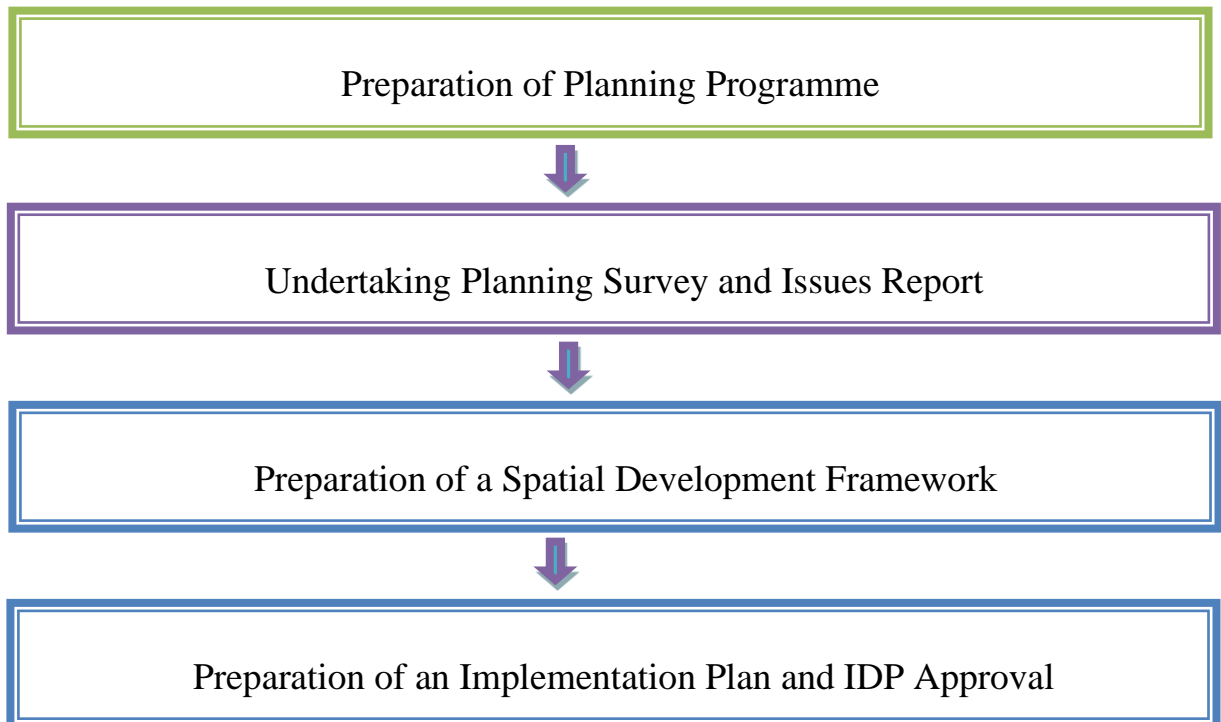 Preparation of Planning Programme
Undertaking Planning Survey and Issues Report
Preparation of a Spatial Development Framework
Preparation of an Implementation Plan and IDP Approval